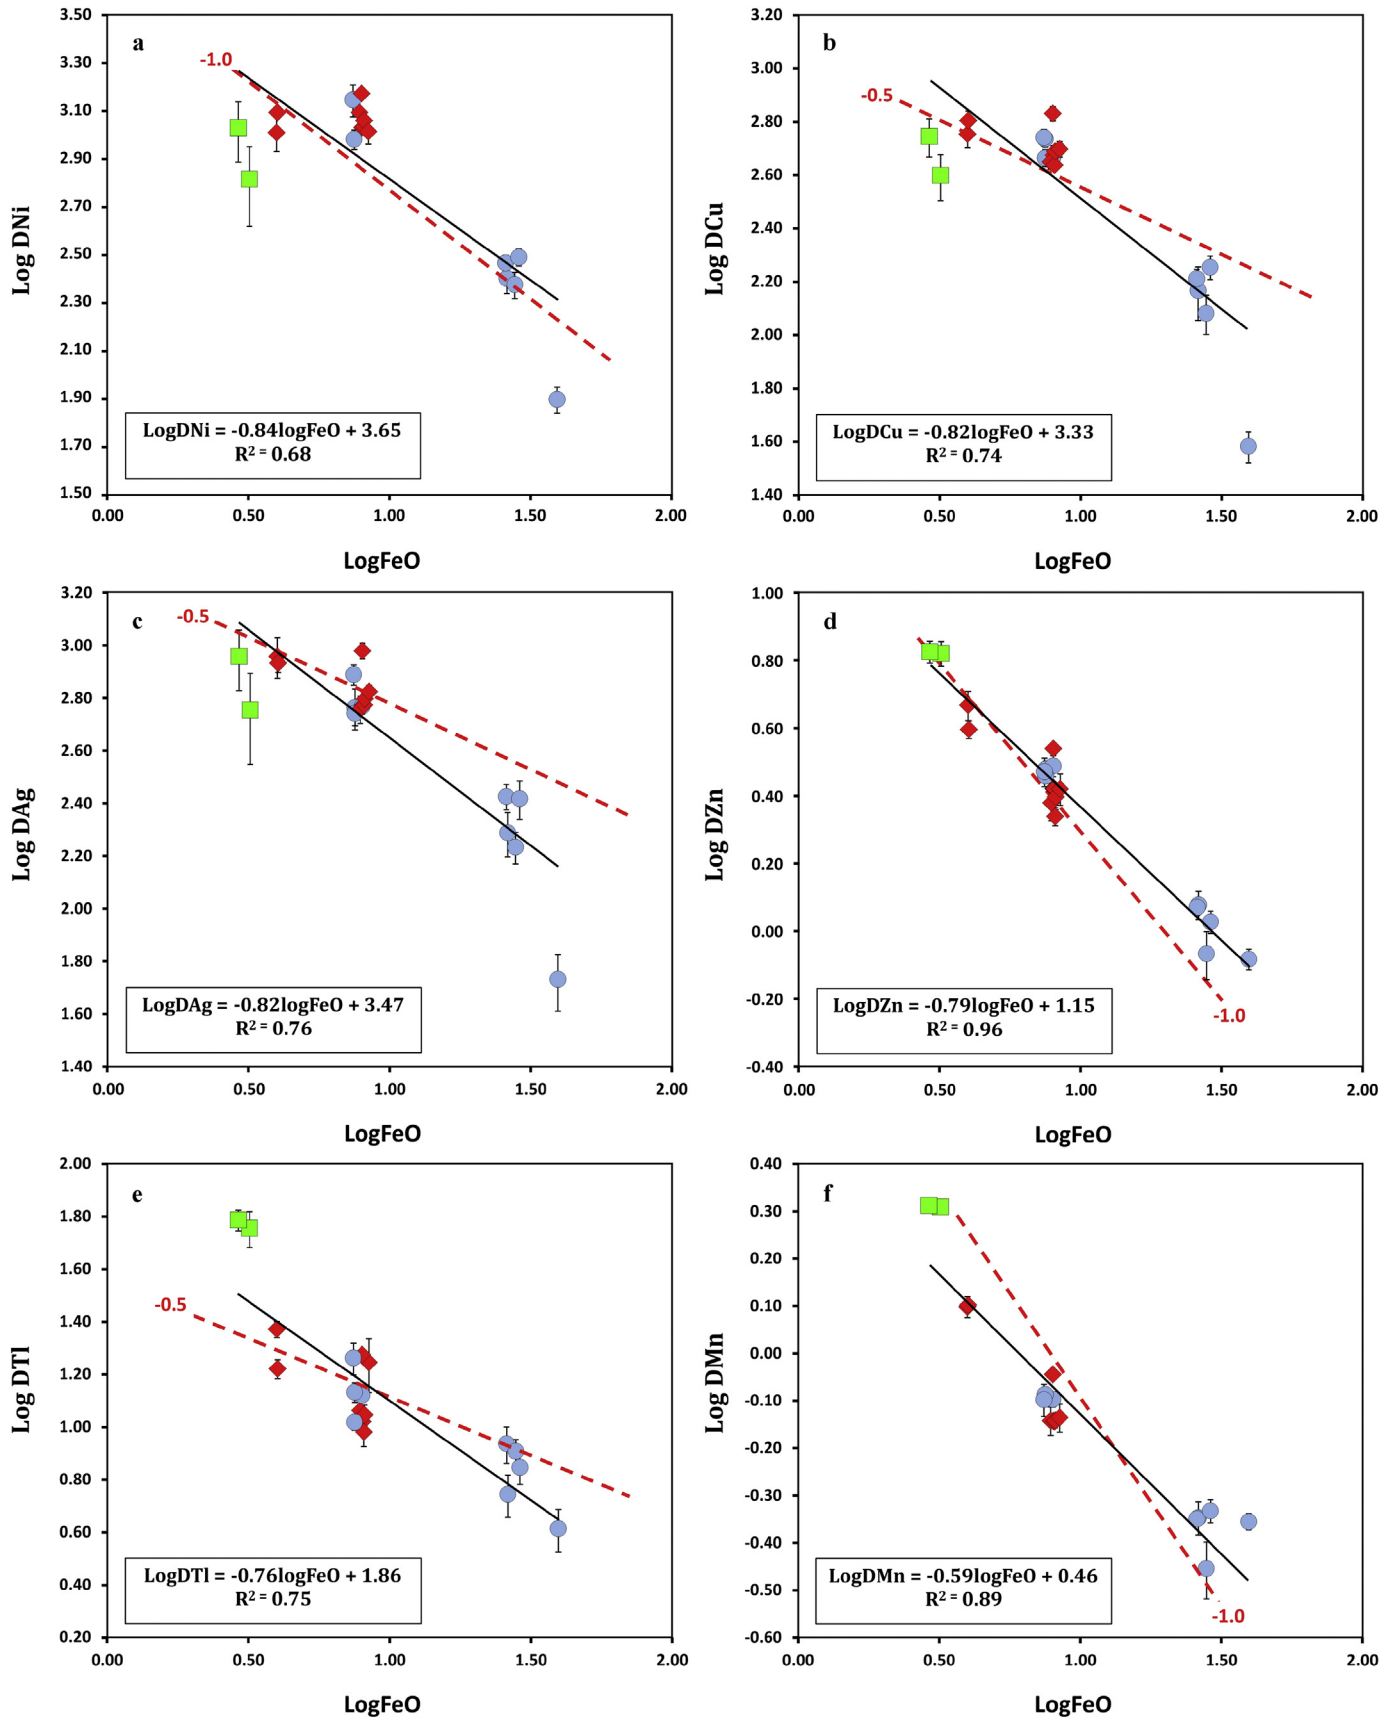 a
-1.0
Log DNi
3.50
3.30
3.10
2.90
2.70
2.50
2.30
2.10
1.90
1.70
1.50
LogDNi = -0.84logFeO + 3.65
R² = 0.68
0.00 0.50 1.00 1.50 2.00
LogFeO
b
-0.5
Log DCu
3.20
3.00
2.80
2.60
2.40
2.20
2.00
1.80
1.60
1.40
LogDCu = -0.82logFeO + 3.33
R² = 0.74
0.00 0.50 1.00 1.50 2.00
LogFeO
c
-0.5
Log DAg
3.20
3.00
2.80
2.60
2.40
2.20
2.00
1.80
1.60
1.40
LogDAg = -0.82logFeO + 3.47
R² = 0.76
0.00 0.50 1.00 1.50 2.00
LogFeO
d
Log DZn
1.00
0.80
0.60
0.40
0.20
0.00
-0.20
-0.40
-1.0
LogDZn = -0.79logFeO + 1.15
R² = 0.96
0.00 0.50 1.00 1.50 2.00
LogFeO
e
-0.5
Log DTl
2.00
1.80
1.60
1.40
1.20
1.00
0.80
0.60
0.40
0.20
LogDTl = -0.76logFeO + 1.86
R² = 0.75
0.00 0.50 1.00 1.50 2.00
LogFeO
f
Log DMn
0.40
0.30
0.20
0.10
0.00
-0.10
-0.20
-0.30
-0.40
-0.50
-0.60
LogDMn = -0.59logFeO + 0.46
R² = 0.89
-1.0
0.00 0.50 1.00 1.50 2.00
LogFeO